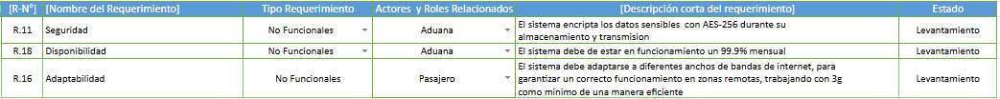 [R-N°] [Nombre del Requerimiento] Tipo Requerimiento Actores y Roles Relacionados [Descripción corta del requerimiento] Estado
R.11 Seguridad No Funcionales Aduana El sistema encripta los datos sensibles con AES-256 durante su
almacenamiento y transmision Levantamiento
R.18 Disponibilidad No Funcionales Aduana El sistema debe de estar en funcionamiento un 99.9% mensual Levantamiento
R.16 Adaptabilidad No Funcionales Pasajero El sistema debe adaptarse a diferentes anchos de bandas de internet, para
garantizar un correcto funcionamiento en zonas remotas, trabajando con 3g
como minimo de una manera eficiente Levantamiento